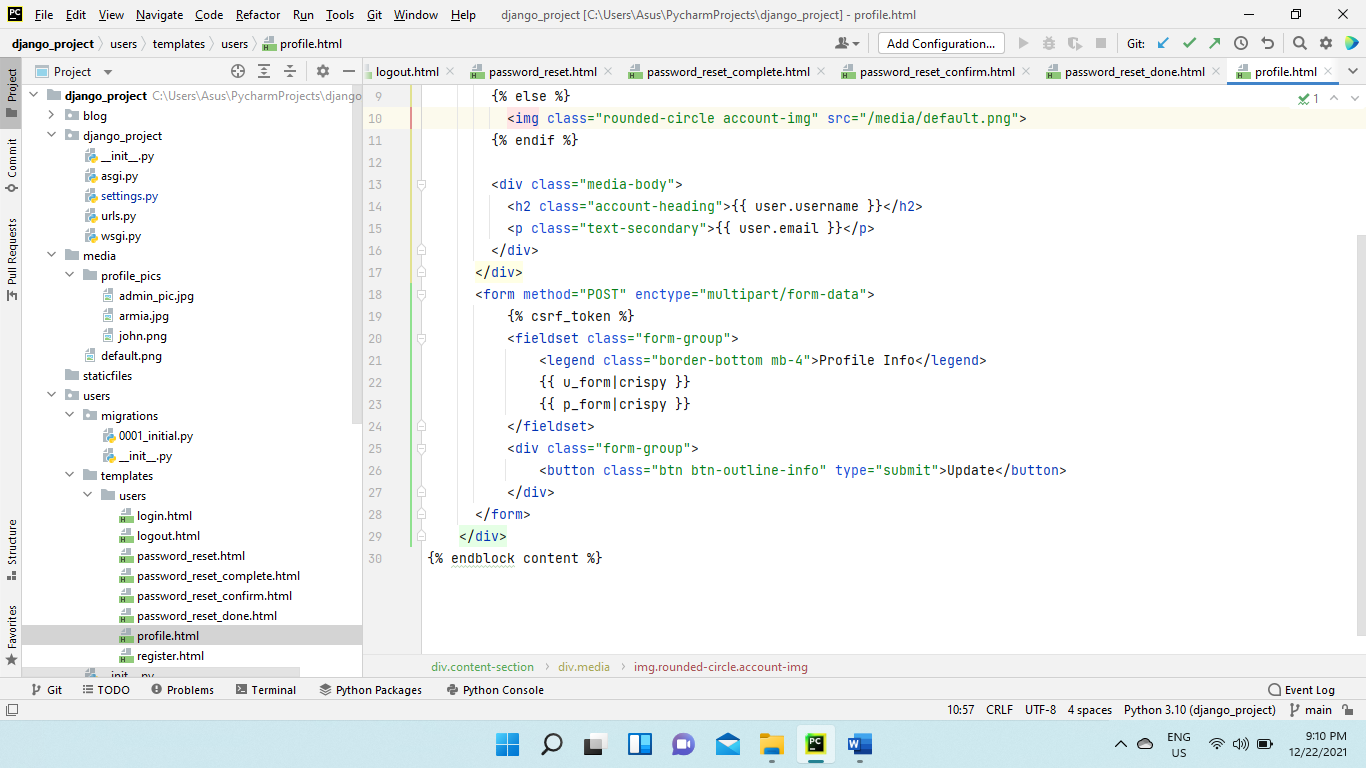 PC File Edit View Navigate Code Refactor Run Tools Git Window Help django_project [C:\Users\Asus\PycharmProjects\django_project] - profile.html
django_project users templates users profile.html Add Configuration... Git:
Project logout.html password_reset.html password_reset_complete.html password_reset_confirm.html password_reset_done.html profile.html
Project
Commit
Pull Requests
Structure
Favorites
django_project C:\Users\Asus\PycharmProjects\django
blog
django_project
__init__.py
asgi.py
settings.py
urls.py
wsgi.py
media
profile_pics
admin_pic.jpg
armia.jpg
john.png
default.png
staticfiles
users
migrations
0001_initial.py
__init__.py
templates
users
login.html
logout.html
password_reset.html
password_reset_complete.html
password_reset_confirm.html
password_reset_done.html
profile.html
register.html
__init__.py
1
9 {% else %}
10 <img class="rounded-circle account-img" src="/media/default.png">
11 {% endif %}
12
13 <div class="media-body">
14 <h2 class="account-heading">{{ user.username }}</h2>
15 <p class="text-secondary">{{ user.email }}</p>
16 </div>
17 </div>
18 <form method="POST" enctype="multipart/form-data">
19 {% csrf_token %}
20 <fieldset class="form-group">
21 <legend class="border-bottom mb-4">Profile Info</legend>
22 {{ u_form|crispy }}
23 {{ p_form|crispy }}
24 </fieldset>
25 <div class="form-group">
26 <button class="btn btn-outline-info" type="submit">Update</button>
27 </div>
28 </form>
29 </div>
30 {% endblock content %}
div.content-section div.media img.rounded-circle.account-img
Git TODO Problems Terminal Python Packages Python Console Event Log
10:57 CRLF UTF-8 4 spaces Python 3.10 (django_project) main
PC W ENG 9:10 PM
US 12/22/2021